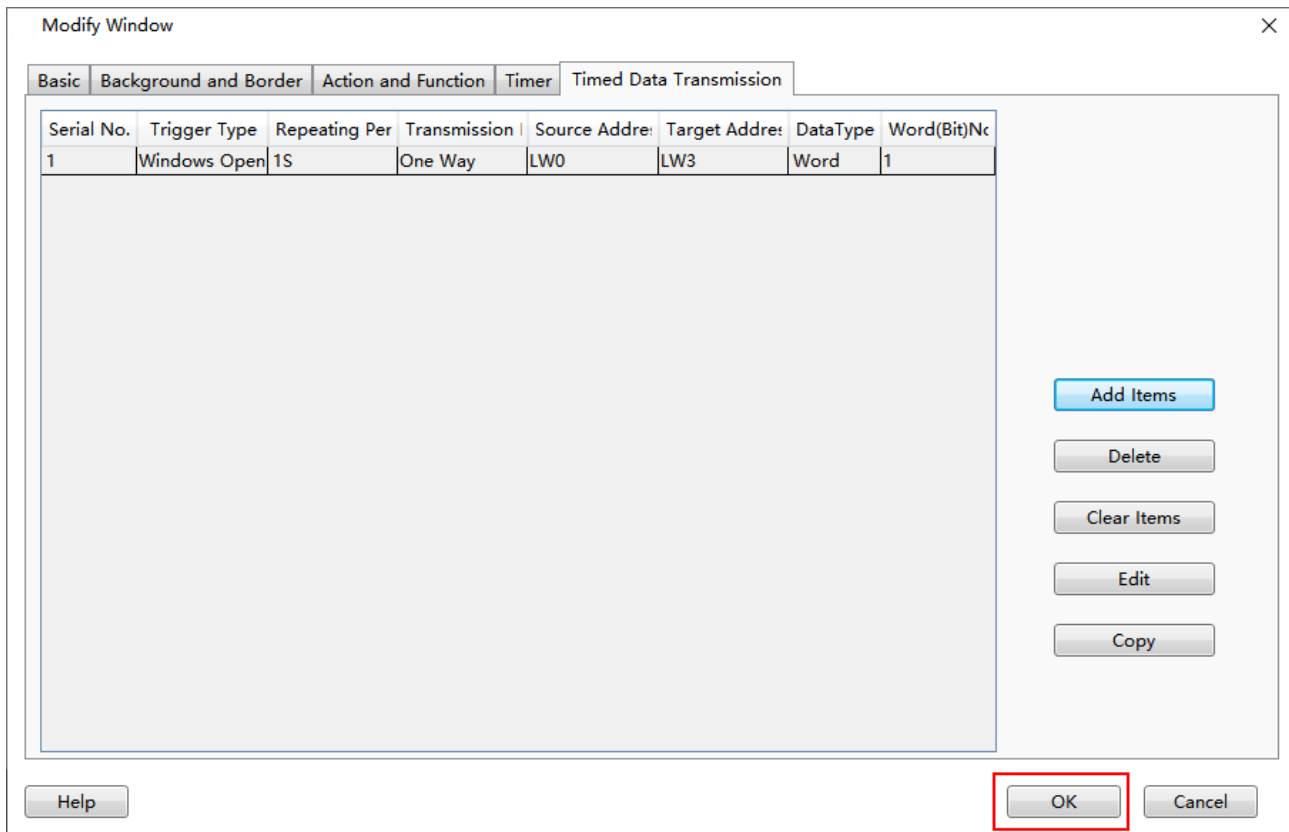 Modify Window
Basic Background and Border Action and Function Timer Timed Data Transmission
Serial No. Trigger Type Repeating Per Transmission Source Addre Target Addre DataType Word(Bit)No
1 Windows Open 1S One Way LW0 LW3 Word 1
Add Items
Delete
Clear Items
Edit
Copy
Help OK Cancel